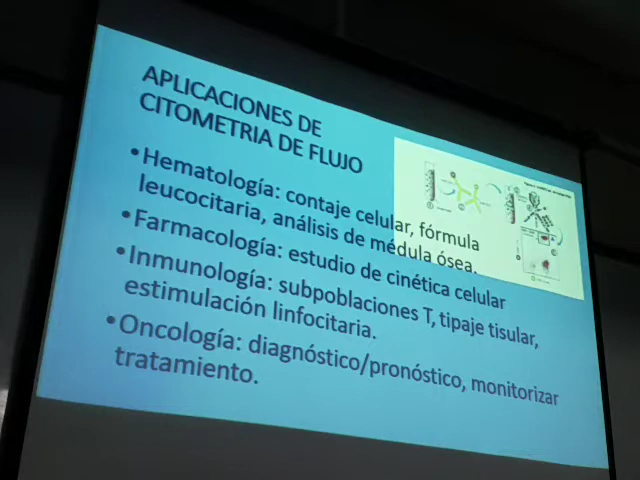 APLICACIONES DE
CITOMETRIA DE FLUJO
•Hematología: contaje celular, fórmula
leucocitaria, análisis de médula ósea.
•Farmacología: estudio de cinética celular
•Inmunología: subpoblaciones T, tipaje tisular,
estimulación linfocitaria.
•Oncología: diagnóstico/pronóstico, monitorizar
tratamiento.